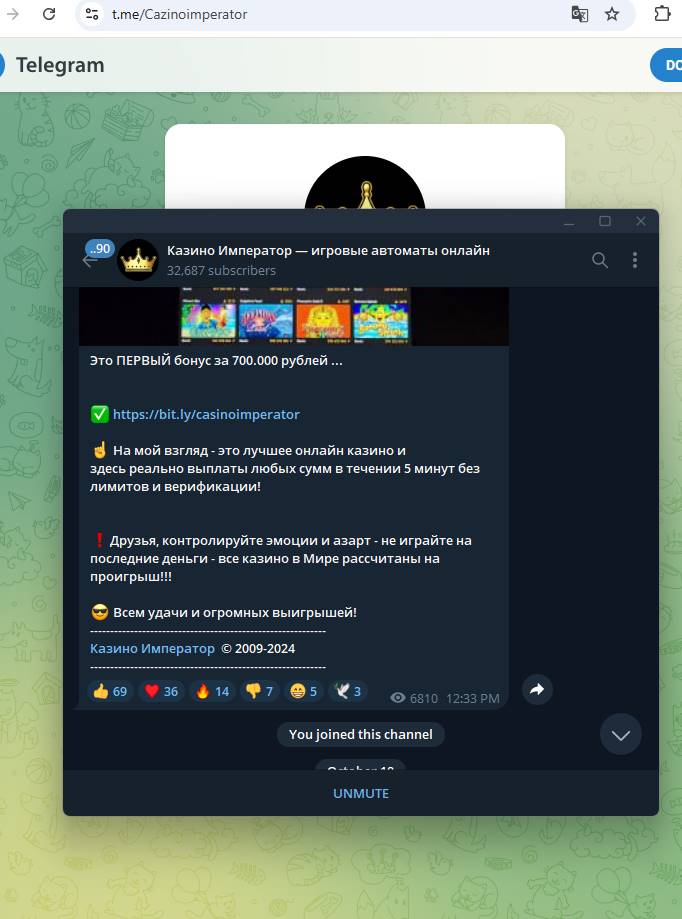 t.me/Cazinoimperator
Telegram
DO
..90
Казино Император — игровые автоматы онлайн
32,687 subscribers
Это ПЕРВЫЙ бонус за 700.000 рублей ...
✅ https://bit.ly/casinoimperator
☝ На мой взгляд - это лучшее онлайн казино и
здесь реально выплаты любых сумм в течении 5 минут без
лимитов и верификации!
❗ Друзья, контролируйте эмоции и азарт - не играйте на
последние деньги - все казино в Мире рассчитаны на
проигрыш!!!
😎 Всем удачи и огромных выигрышей!
-----------------------------------------------------------
Казино Император © 2009-2024
-----------------------------------------------------------
👍 69 ❤ 36 🔥 14 👎 7 😁 5 🕊 3
6810 12:33 PM
You joined this channel
UNMUTE